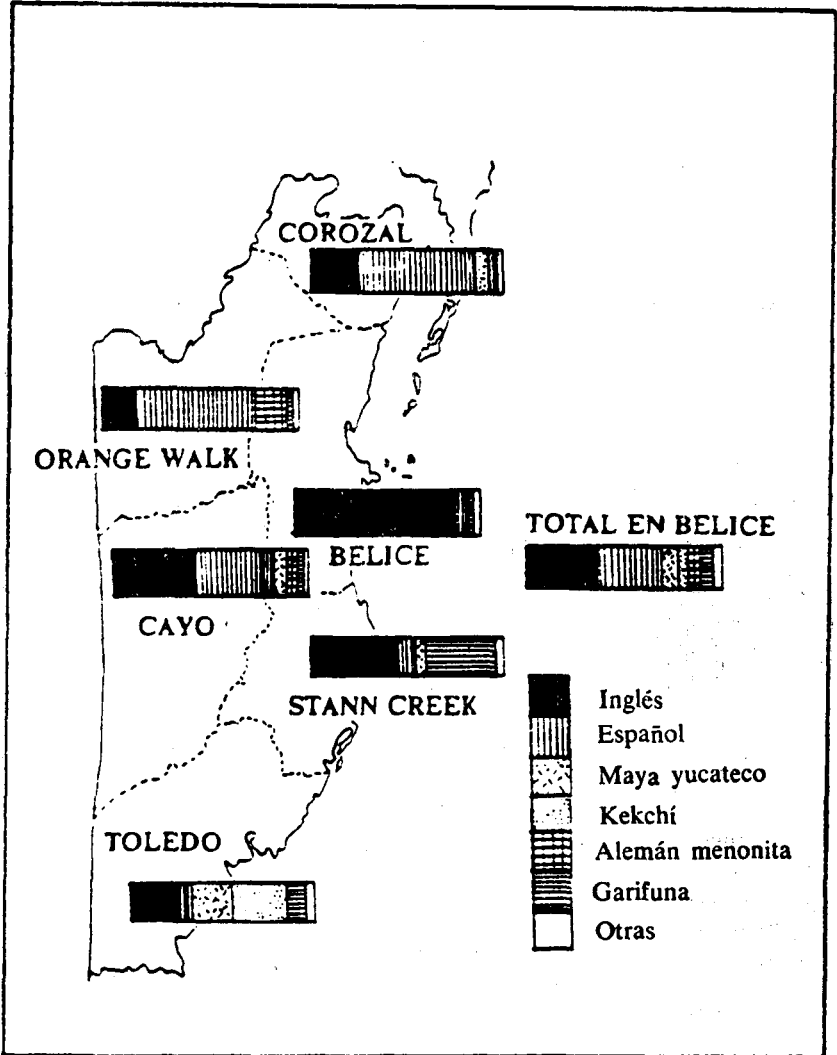 COROZAL
ORANGE WALK
BELICE
TOTAL EN BELICE
CAYO
STANN CREEK
TOLEDO
Inglés
Español
Maya yucateco
Kekchí
Alemán menonita
Garifuna
Otras